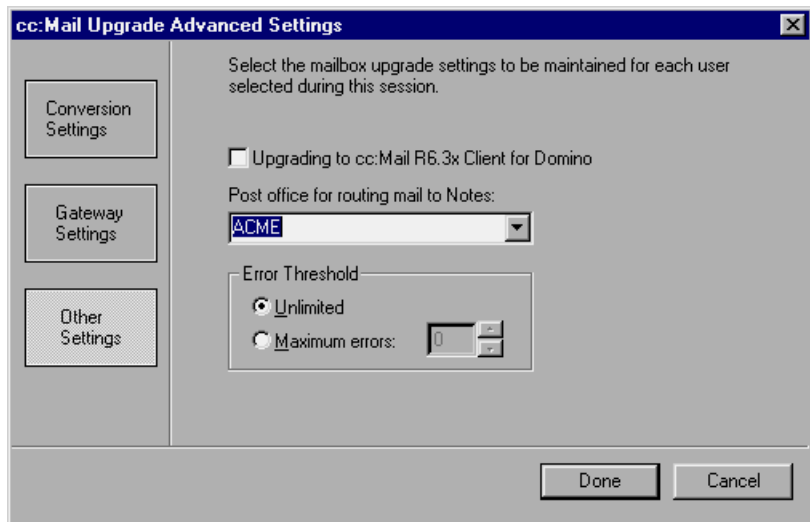 cc:Mail Upgrade Advanced Settings
Select the mailbox upgrade settings to be maintained for each user
selected during this session.
Conversion
Settings
Upgrading to cc:Mail R6.3x Client for Domino
Post office for routing mail to Notes:
Gateway
Settings
ACME
Error Threshold
Other
Settings
Unlimited
Maximum errors:
0
Done
Cancel